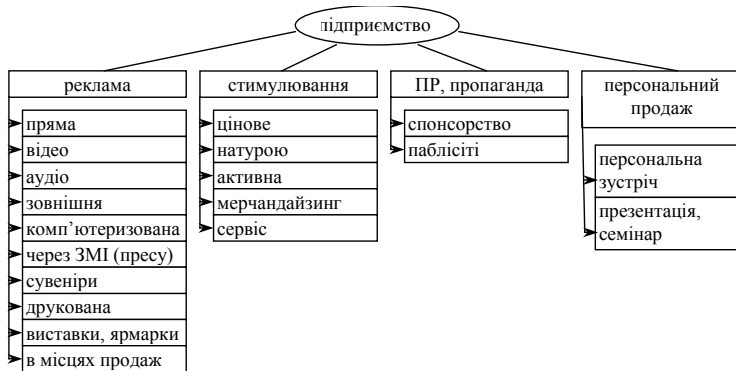 підприємство
реклама
пряма
відео
аудіо
зовнішня
комп’ютеризована
через ЗМІ (пресу)
сувеніри
друкована
виставки, ярмарки
в місцях продаж
стимулювання
цінове
натурою
активна
мерчандайзинг
сервіс
ПР, пропаганда
спонсорство
паблісіті
персональний
продаж
персональна
зустріч
презентація,
семінар